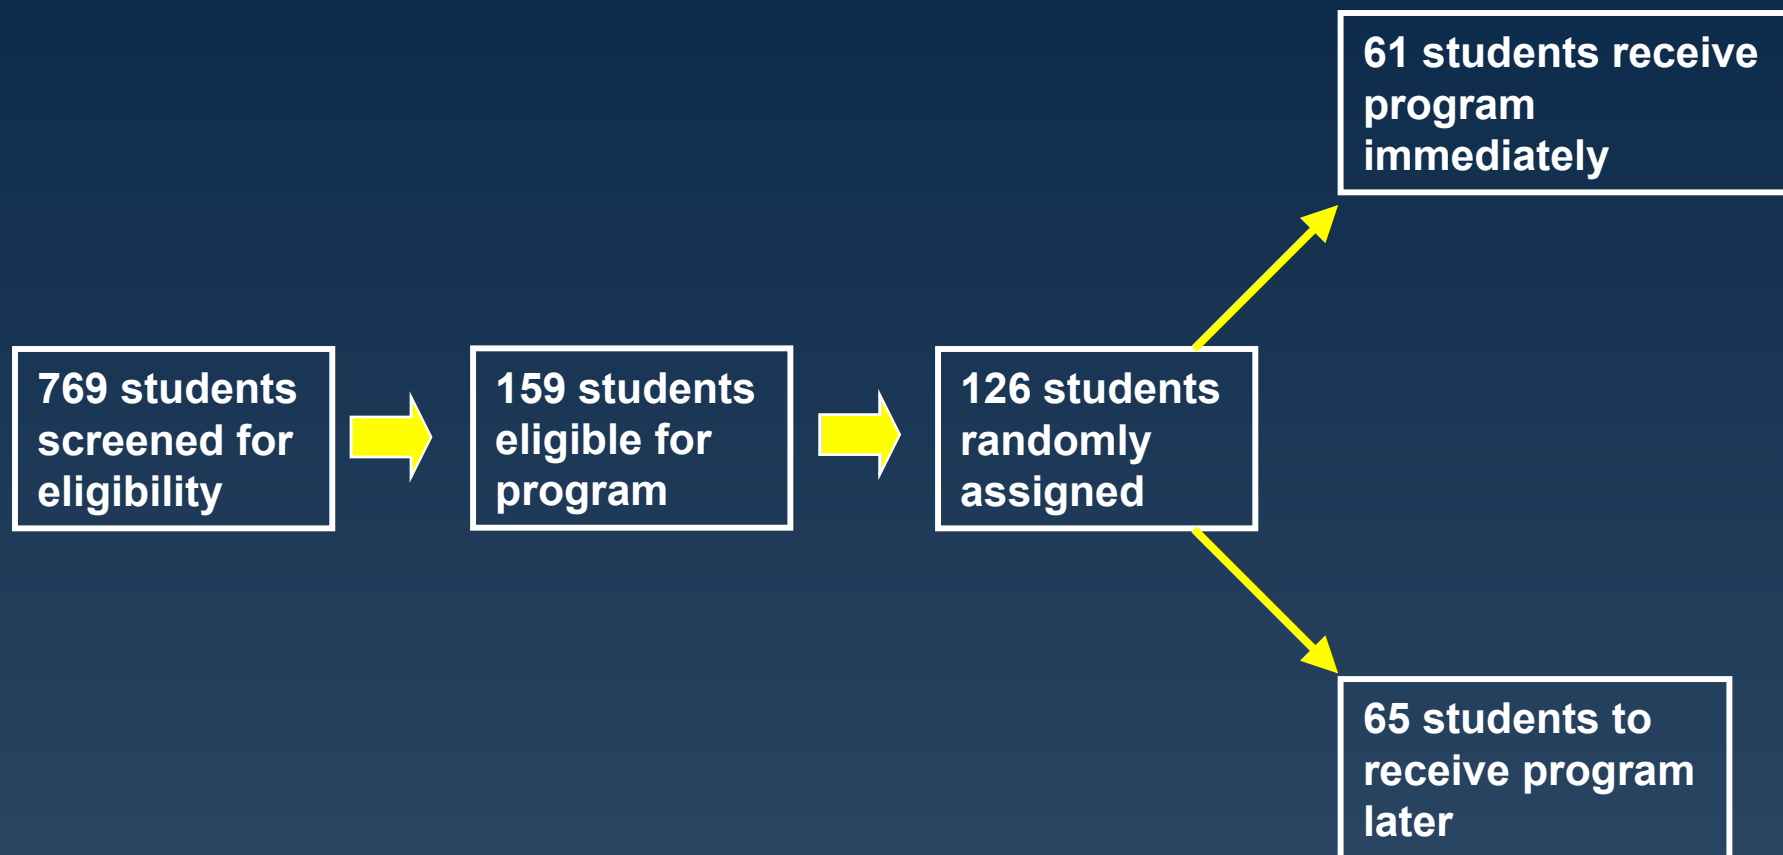 61 students receive
program
immediately
769 students
screened for
eligibility
159 students
eligible for
program
126 students
randomly
assigned
65 students to
receive program
later